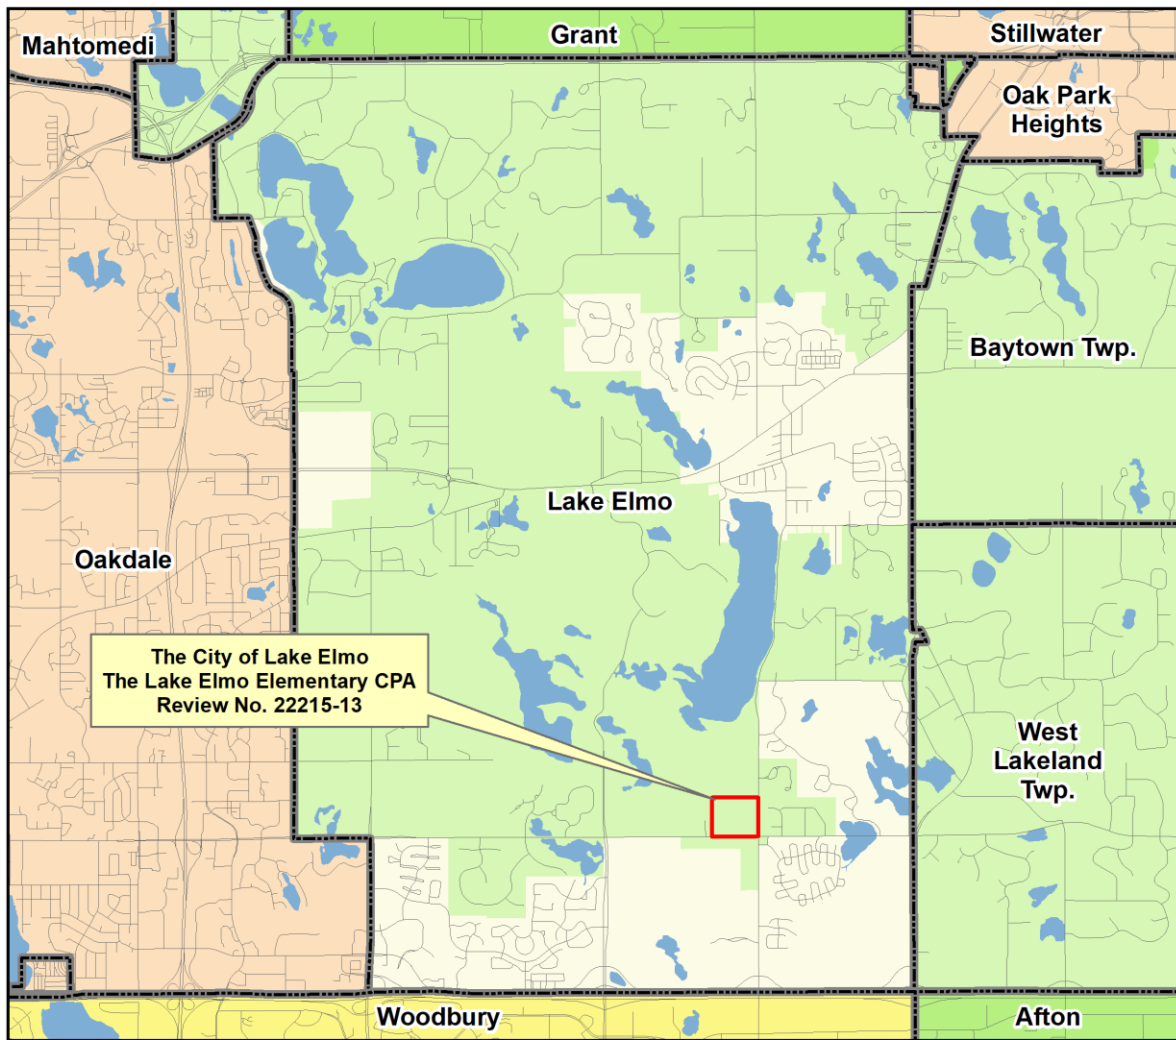 Mahtomedi
Grant
Stillwater
Oak Park
Heights
Baytown Twp.
Lake Elmo
Oakdale
The City of Lake Elmo
The Lake Elmo Elementary CPA
Review No. 22215-13
West
Lakeland
Twp.
Woodbury
Afton